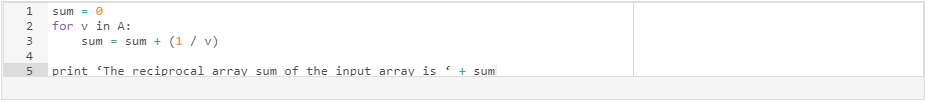 1 sum = 0
2 for v in A:
3     sum = sum + (1 / v)
4
5 print ‘The reciprocal array sum of the input array is ‘ + sum